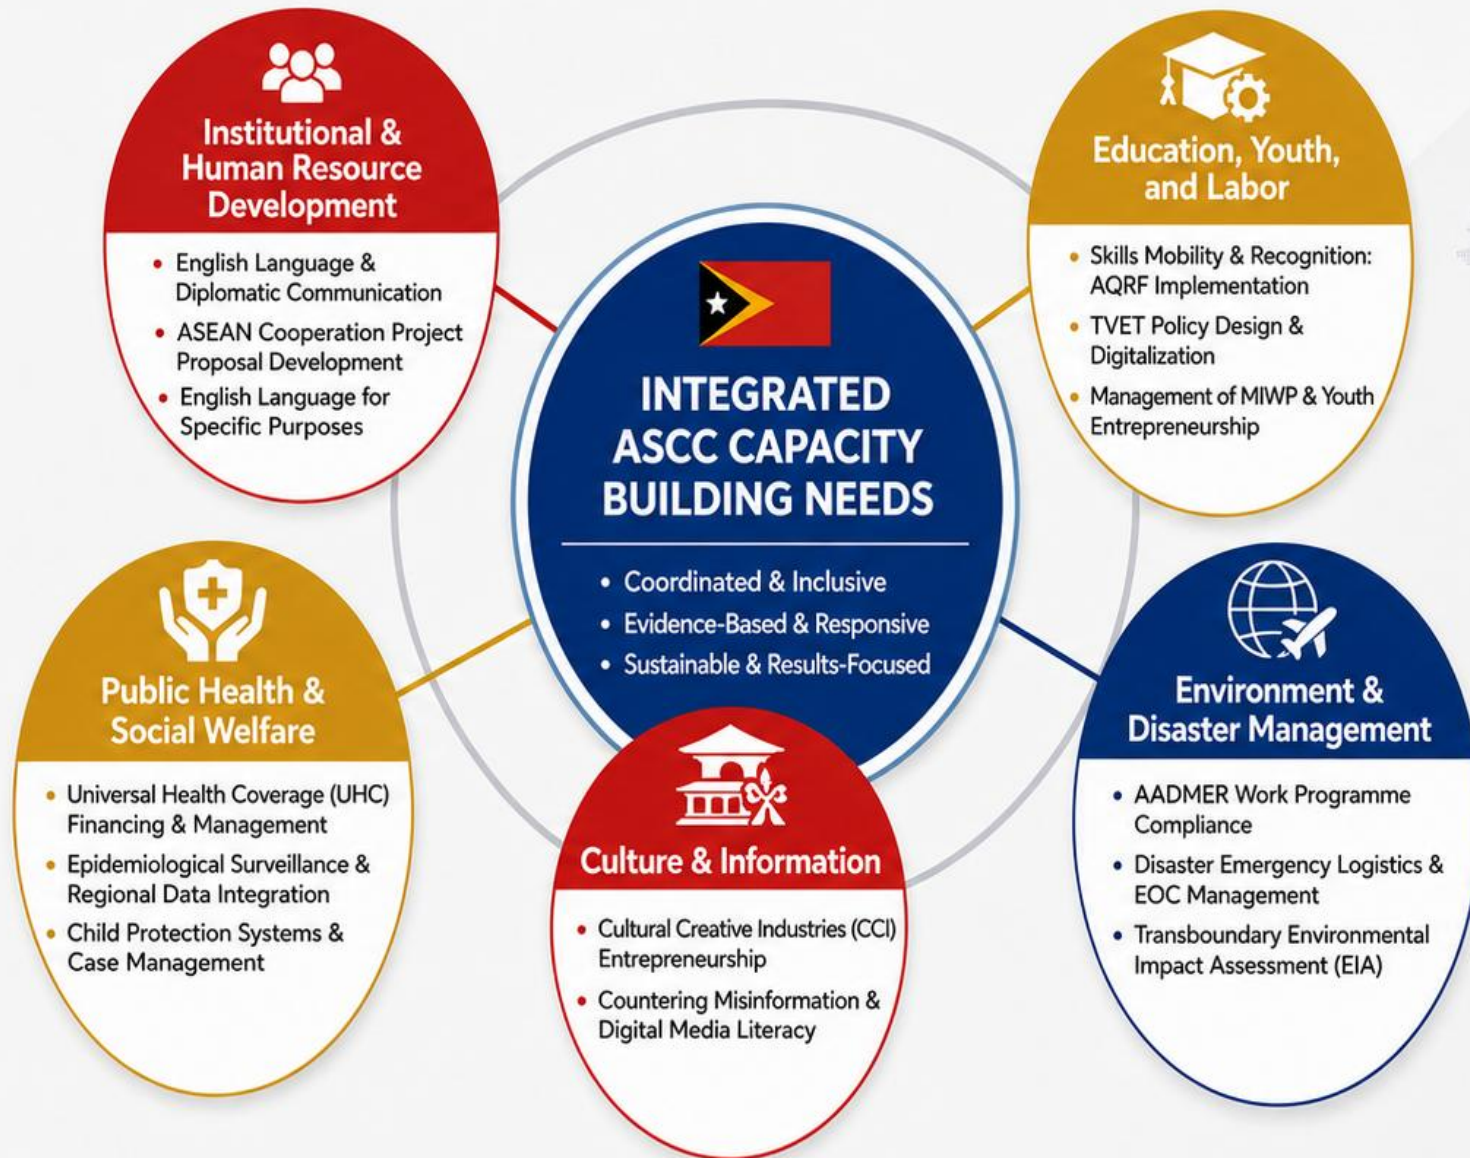 Institutional &
Human Resource
Development
• English Language &
Diplomatic Communication
• ASEAN Cooperation Project
Proposal Development
• English Language for
Specific Purposes
Education, Youth,
and Labor
• Skills Mobility & Recognition:
AQRF Implementation
• TVET Policy Design &
Digitalization
• Management of MIWP & Youth
Entrepreneurship
INTEGRATED
ASCC CAPACITY
BUILDING NEEDS
• Coordinated & Inclusive
• Evidence-Based & Responsive
• Sustainable & Results-Focused
Public Health &
Social Welfare
• Universal Health Coverage (UHC)
Financing & Management
• Epidemiological Surveillance &
Regional Data Integration
• Child Protection Systems &
Case Management
Culture & Information
• Cultural Creative Industries (CCI)
Entrepreneurship
• Countering Misinformation &
Digital Media Literacy
Environment &
Disaster Management
• AADMER Work Programme
Compliance
• Disaster Emergency Logistics &
EOC Management
• Transboundary Environmental
Impact Assessment (EIA)